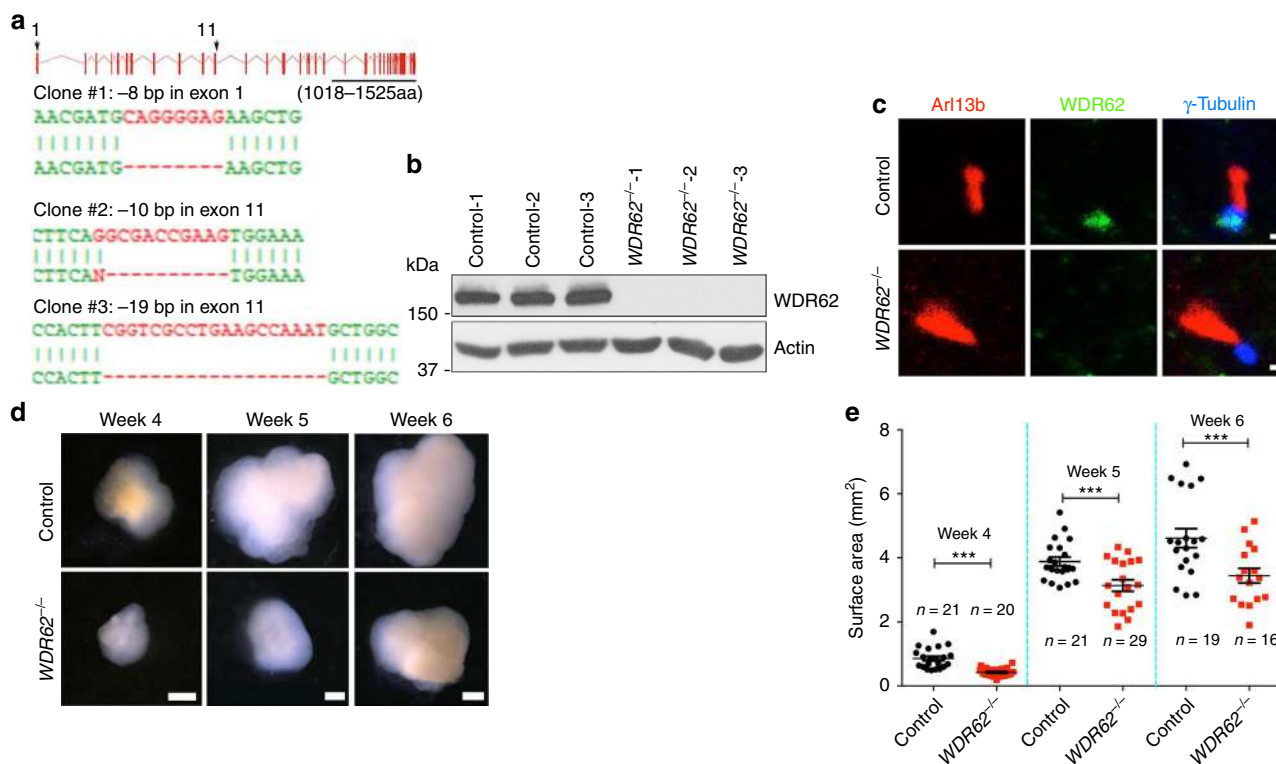 a
1 11
Clone #1: –8 bp in exon 1 (1018–1525aa)
AACGATGCAGGGGAGAAGCTG
AACGATG--------AAGCTG
Clone #2: –10 bp in exon 11
CTTCAGGCGACCGAAGTGGAAA
CTTCAN----------TGGAAA
Clone #3: –19 bp in exon 11
CCACTTCGGTCGCCTGAAGCCAAATGCTGGC
CCACTT-------------------GCTGGC
b
Control-1 Control-2 Control-3 WDR62–/–-1 WDR62–/–-2 WDR62–/–-3
kDa
WDR62
150 -
Actin
37 -
c
Arl13b WDR62 γ-Tubulin
Control
WDR62–/–
d
Week 4 Week 5 Week 6
Control
WDR62–/–
e
Surface area (mm²)
8
6
4
2
0
Week 4
***
n = 21 n = 20
Week 5
***
n = 21 n = 29
Week 6
***
n = 19 n = 16
Control WDR62–/– Control WDR62–/– Control WDR62–/–